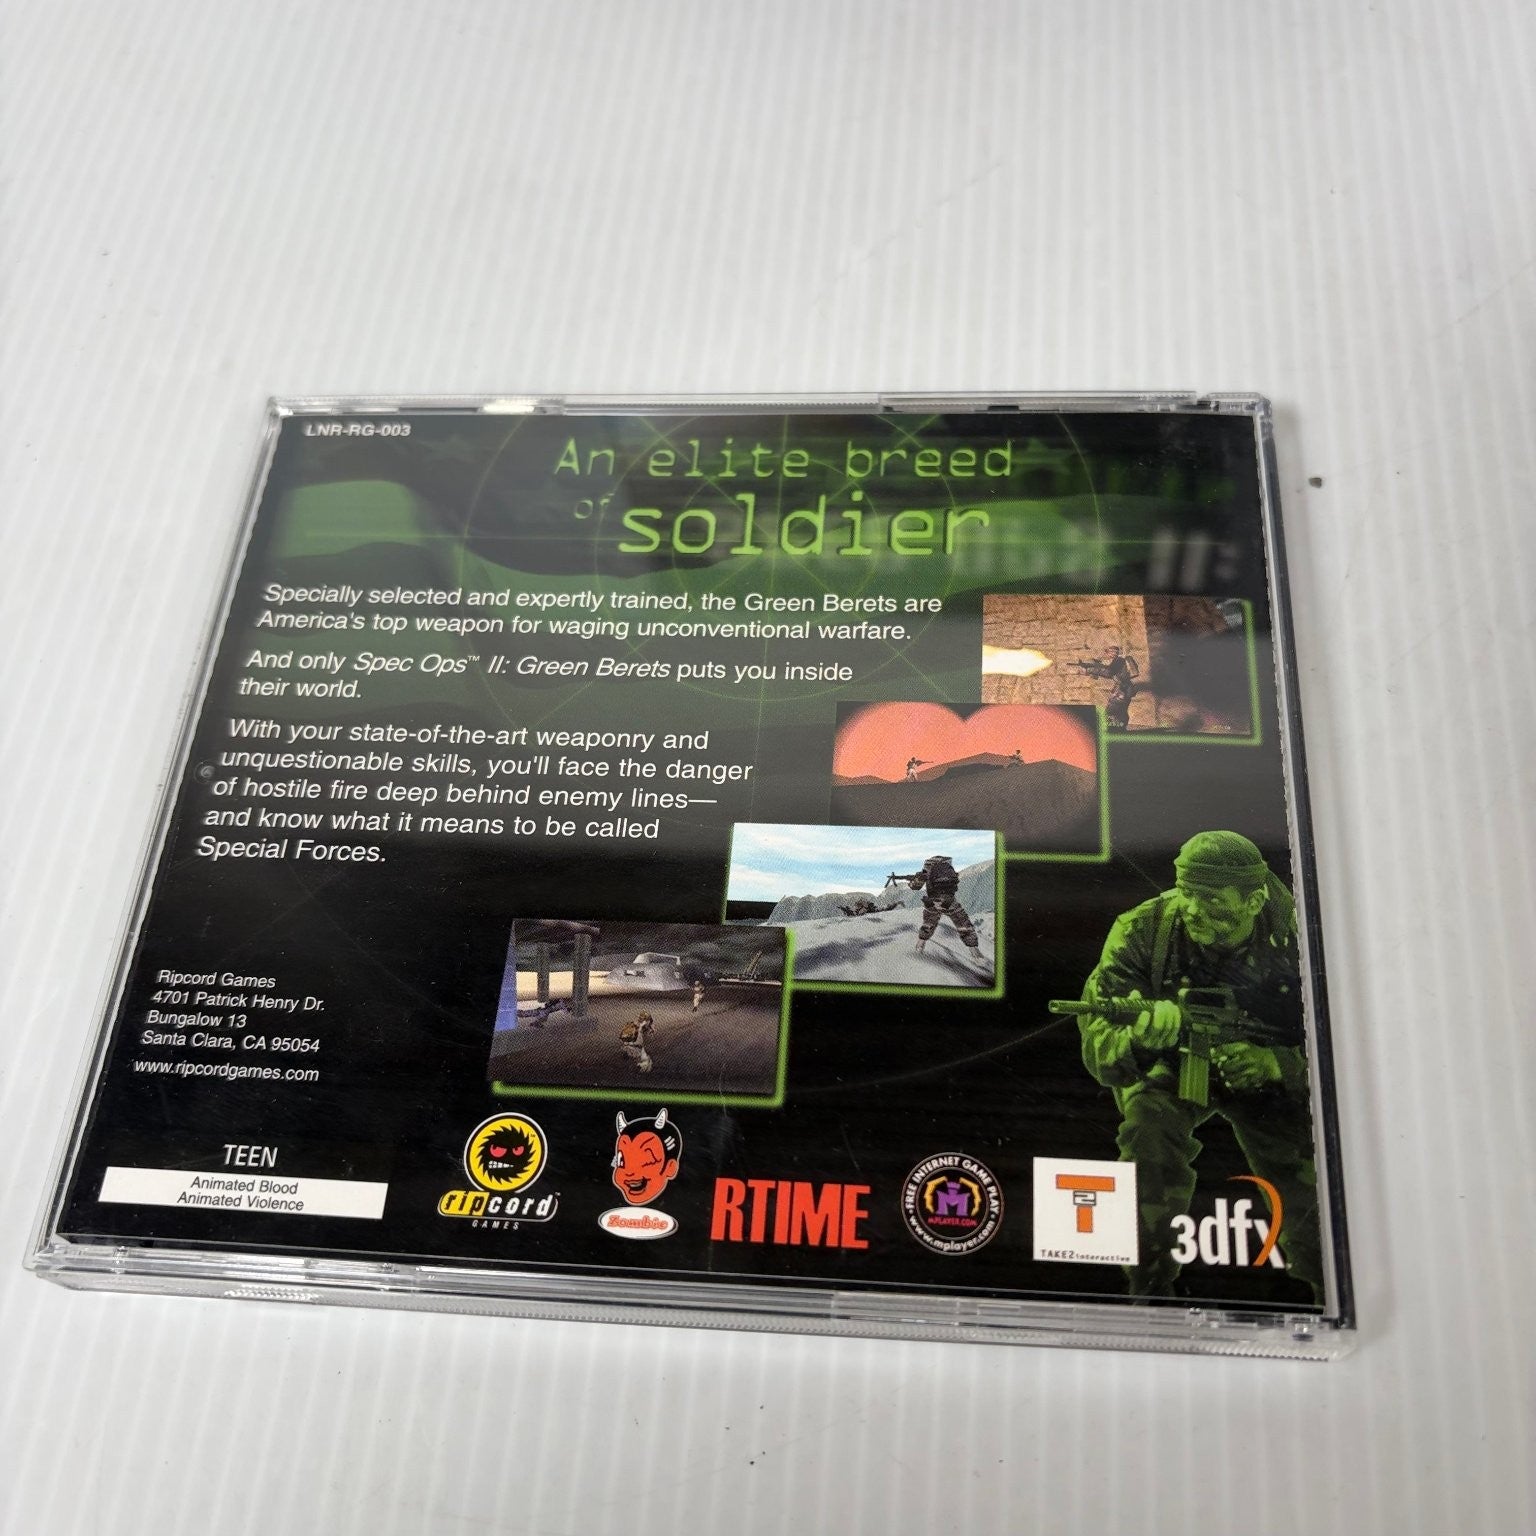 LNR-RG-003
An elite breed
of soldier
Specially selected and expertly trained, the Green Berets are
America's top weapon for waging unconventional warfare.
And only Spec Ops™ II: Green Berets puts you inside
their world.
With your state-of-the-art weaponry and
unquestionable skills, you'll face the danger
of hostile fire deep behind enemy lines—
and know what it means to be called
Special Forces.
Ripcord Games
4701 Patrick Henry Dr.
Bungalow 13
Santa Clara, CA 95054
www.ripcordgames.com
TEEN
Animated Blood
Animated Violence
ripcord™
GAMES
Zombie
RTIME
FREE INTERNET GAME PLAY
M
MPLAYER.COM
www.mplayer.com
T2
TAKE2 interactive
3dfx